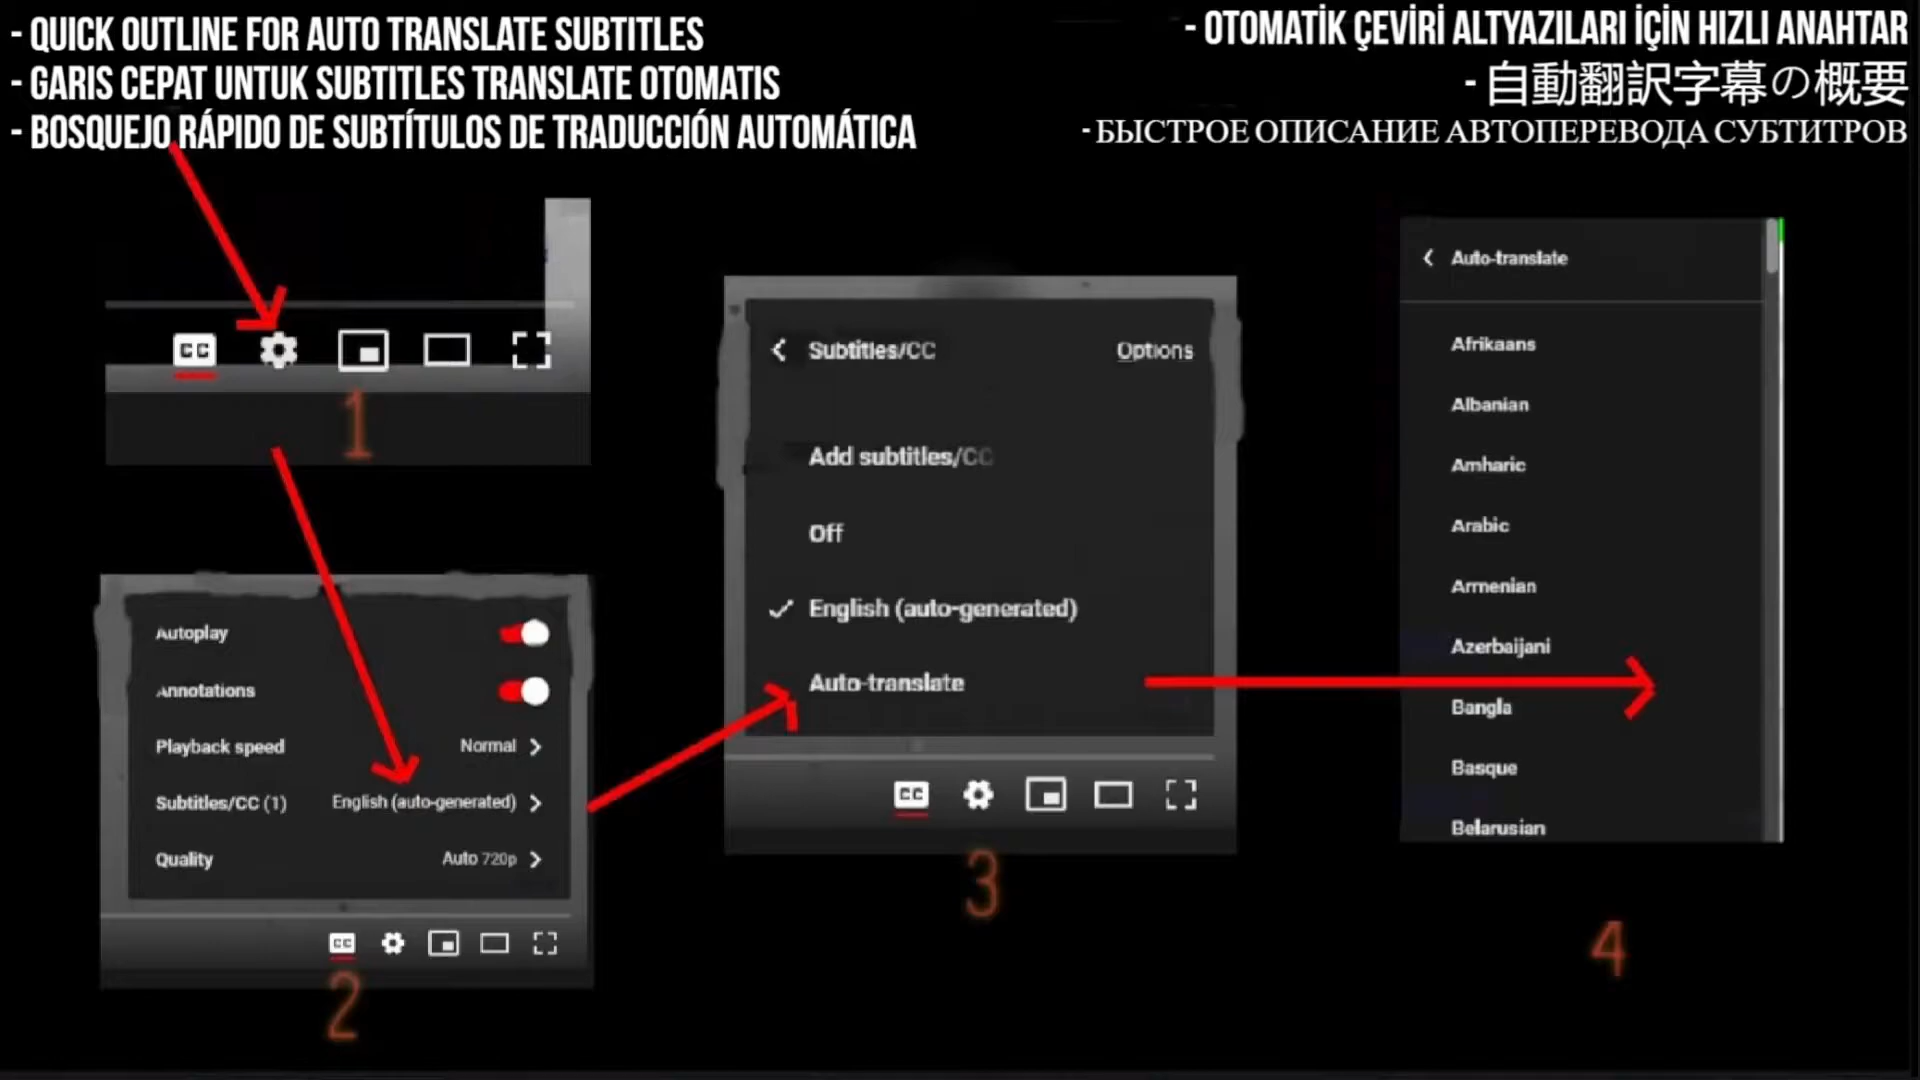 - QUICK OUTLINE FOR AUTO TRANSLATE SUBTITLES
- GARIS CEPAT UNTUK SUBTITLES TRANSLATE OTOMATIS
- BOSQUEJO RÁPIDO DE SUBTÍTULOS DE TRADUCCIÓN AUTOMÁTICA
- OTOMATİK ÇEVİRİ ALTYAZILARI İÇİN HIZLI ANAHTAR
- 自動翻訳字幕の概要
- БЫСТРОЕ ОПИСАНИЕ АВТОПЕРЕВОДА СУБТИТРОВ
CC
1
Autoplay
Annotations
Playback speed Normal
Subtitles/CC (1) English (auto-generated)
Quality Auto 720p
CC
2
Subtitles/CC Options
Add subtitles/CC
Off
English (auto-generated)
Auto-translate
CC
3
Auto-translate
Afrikaans
Albanian
Amharic
Arabic
Armenian
Azerbaijani
Bangla
Basque
Belarusian
4